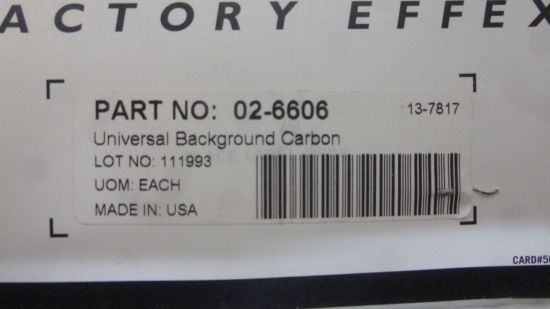 ACTORY EFFEX
PART NO: 02-6606 13-7817
Universal Background Carbon
LOT NO: 111993
UOM: EACH
MADE IN: USA